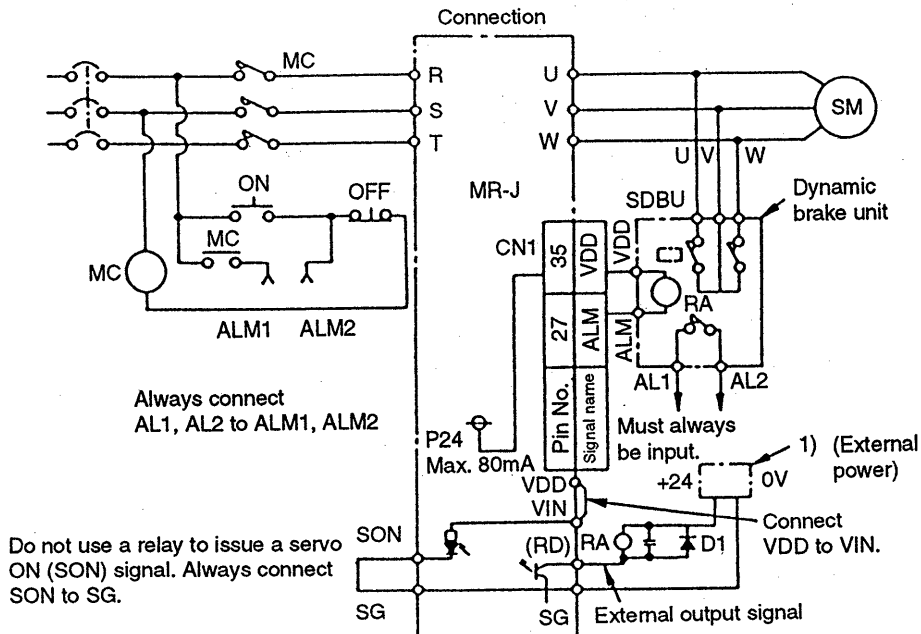 Connection
MC
R
U
S
V
SM
T
W
U V W
ON
OFF
MR-J
SDBU
Dynamic
brake unit
MC
CN1
35
VDD
VDD
MC
RA
ALM1 ALM2
27
ALM
ALM
AL1
AL2
Always connect
AL1, AL2 to ALM1, ALM2
Pin No.
Signal name
Must always
be input.
P24
Max. 80mA
1) (External
power)
+24
0V
VDD
VIN
Connect
VDD to VIN.
SON
(RD)
RA
D1
Do not use a relay to issue a servo
ON (SON) signal. Always connect
SON to SG.
SG
SG
External output signal